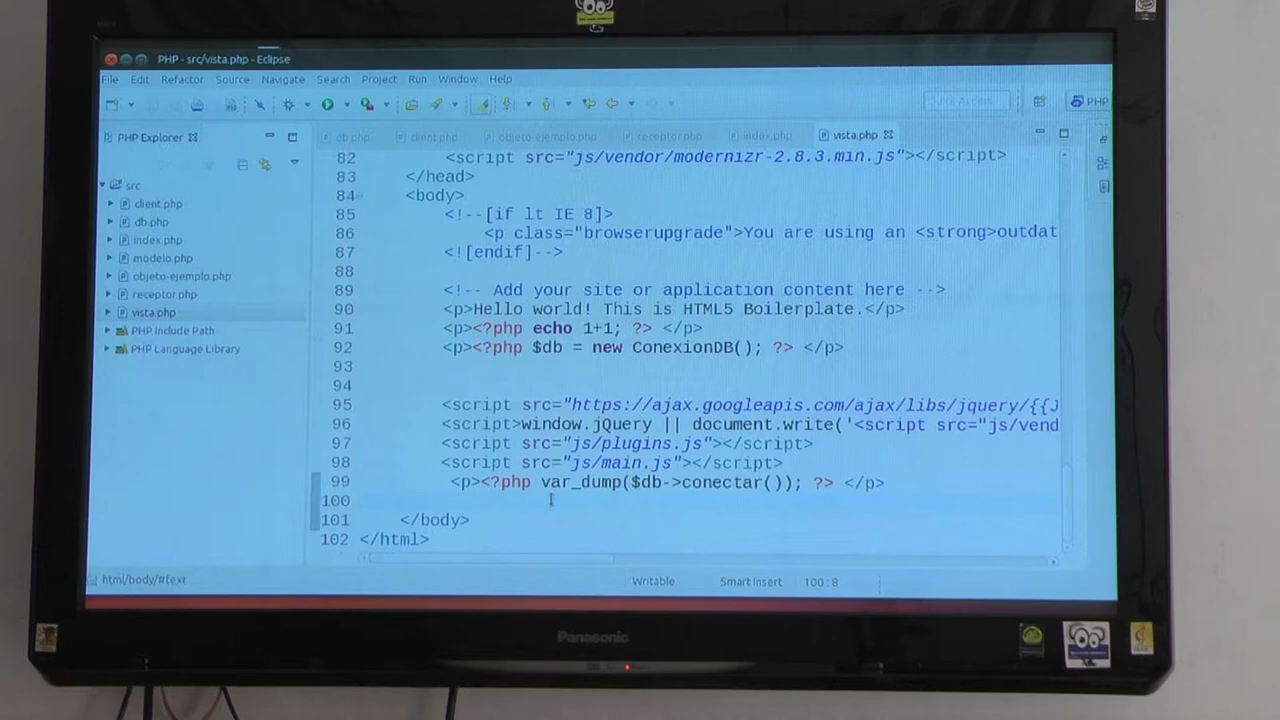 PHP - src/vista.php - Eclipse
File Edit Refactor Source Navigate Search Project Run Window Help
Quick Access
PHP
PHP Explorer
db.php client.php objeto-ejemplo.php receptor.php index.php vista.php
src
client.php
db.php
index.php
modelo.php
objeto-ejemplo.php
receptor.php
vista.php
PHP Include Path
PHP Language Library
82 <script src="js/vendor/modernizr-2.8.3.min.js"></script>
83 </head>
84 <body>
85 <!--[if lt IE 8]>
86 <p class="browserupgrade">You are using an <strong>outdat
87 <![endif]-->
88
89 <!-- Add your site or application content here -->
90 <p>Hello world! This is HTML5 Boilerplate.</p>
91 <p><?php echo 1+1; ?> </p>
92 <p><?php $db = new ConexionDB(); ?> </p>
93
94
95 <script src="https://ajax.googleapis.com/ajax/libs/jquery/{{J
96 <script>window.jQuery || document.write('<script src="js/vend
97 <script src="js/plugins.js"></script>
98 <script src="js/main.js"></script>
99 <p><?php var_dump($db->conectar()); ?> </p>
100
101 </body>
102 </html>
html/body/#text Writable Smart Insert 100:8
Panasonic